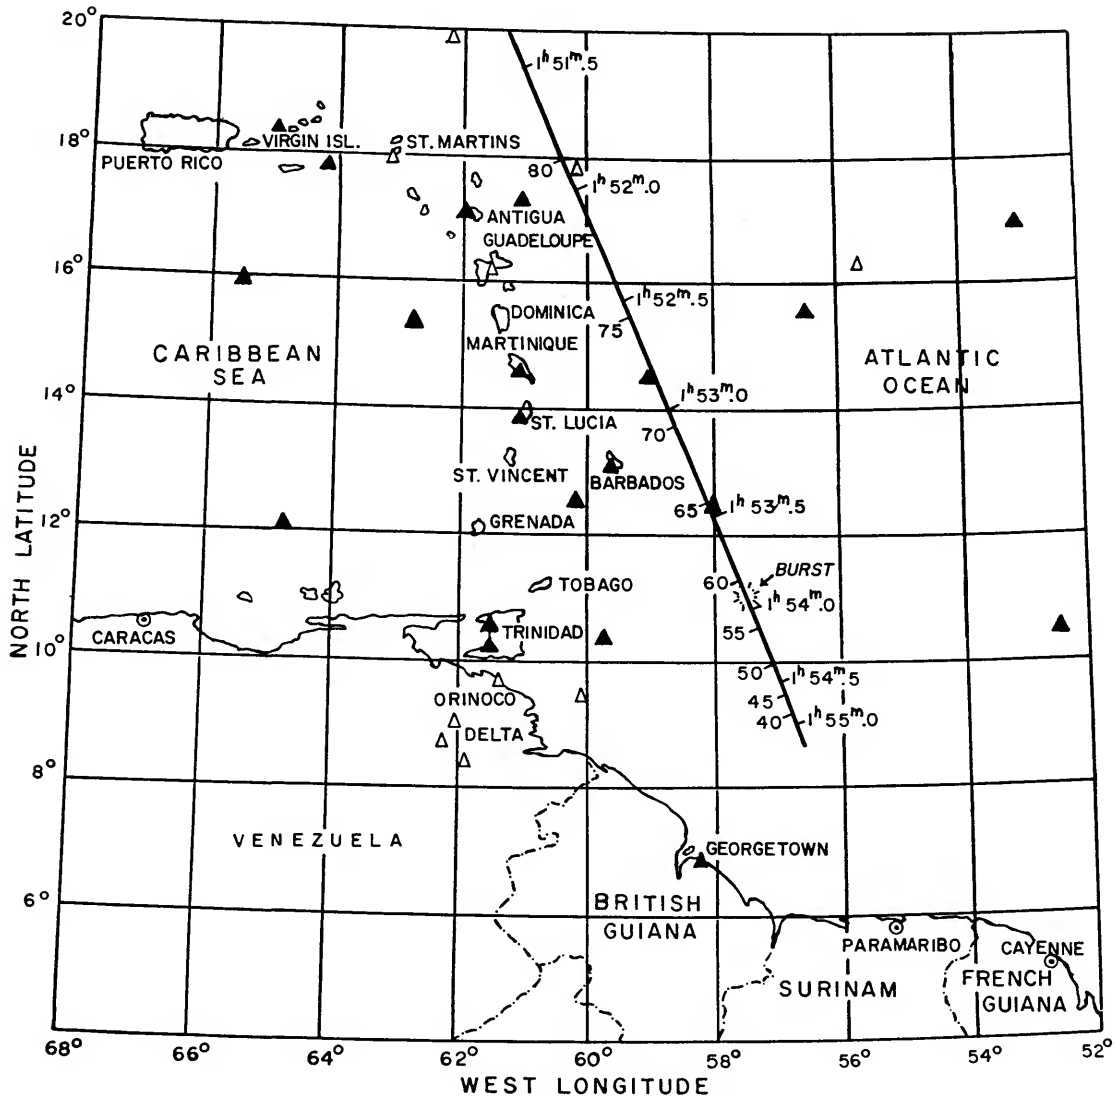 20°
1ʰ51ᵐ.5
18°
VIRGIN ISL.
ST. MARTINS
PUERTO RICO
80
1ʰ52ᵐ.0
ANTIGUA
GUADELOUPE
16°
1ʰ52ᵐ.5
DOMINICA
75
MARTINIQUE
CARIBBEAN
SEA
ATLANTIC
OCEAN
14°
1ʰ53ᵐ.0
ST. LUCIA
70
ST. VINCENT
BARBADOS
65
1ʰ53ᵐ.5
12°
GRENADA
BURST
TOBAGO
60
1ʰ54ᵐ.0
CARACAS
TRINIDAD
55
10°
50
1ʰ54ᵐ.5
ORINOCO
45
40
1ʰ55ᵐ.0
DELTA
8°
VENEZUELA
GEORGETOWN
6°
BRITISH
GUIANA
PARAMARIBO
CAYENNE
SURINAM
FRENCH
GUIANA
68°
66°
64°
62°
60°
58°
56°
54°
52°
WEST LONGITUDE
NORTH LATITUDE